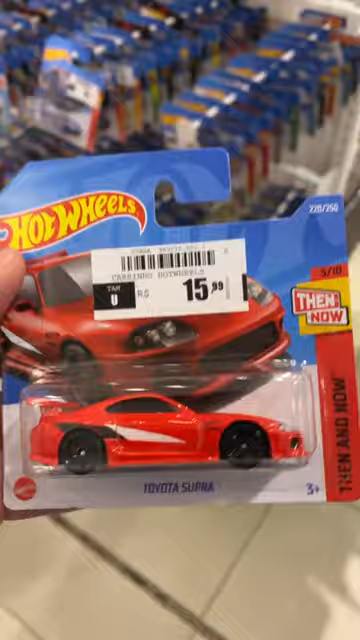 HOT WHEELS
220/250
CARRINHO HOTWHEELS
TAM
U
R$
15,99
5/10
THEN AND NOW
THEN AND NOW
TOYOTA SUPRA
3+